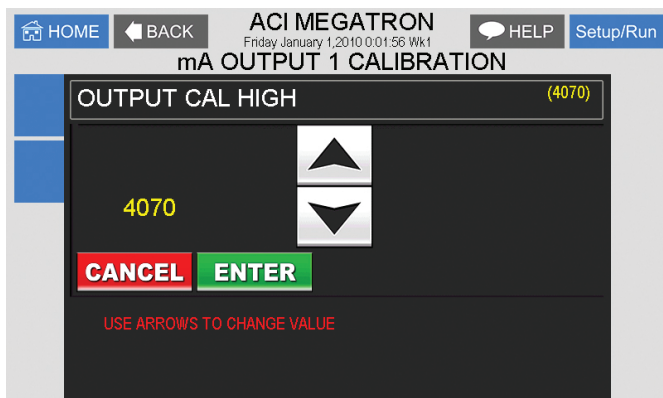 HOME BACK ACI MEGATRON HELP Setup/Run
Friday January 1,2010 0:01:56 Wk1
mA OUTPUT 1 CALIBRATION
OUTPUT CAL HIGH (4070)
4070
CANCEL ENTER
USE ARROWS TO CHANGE VALUE